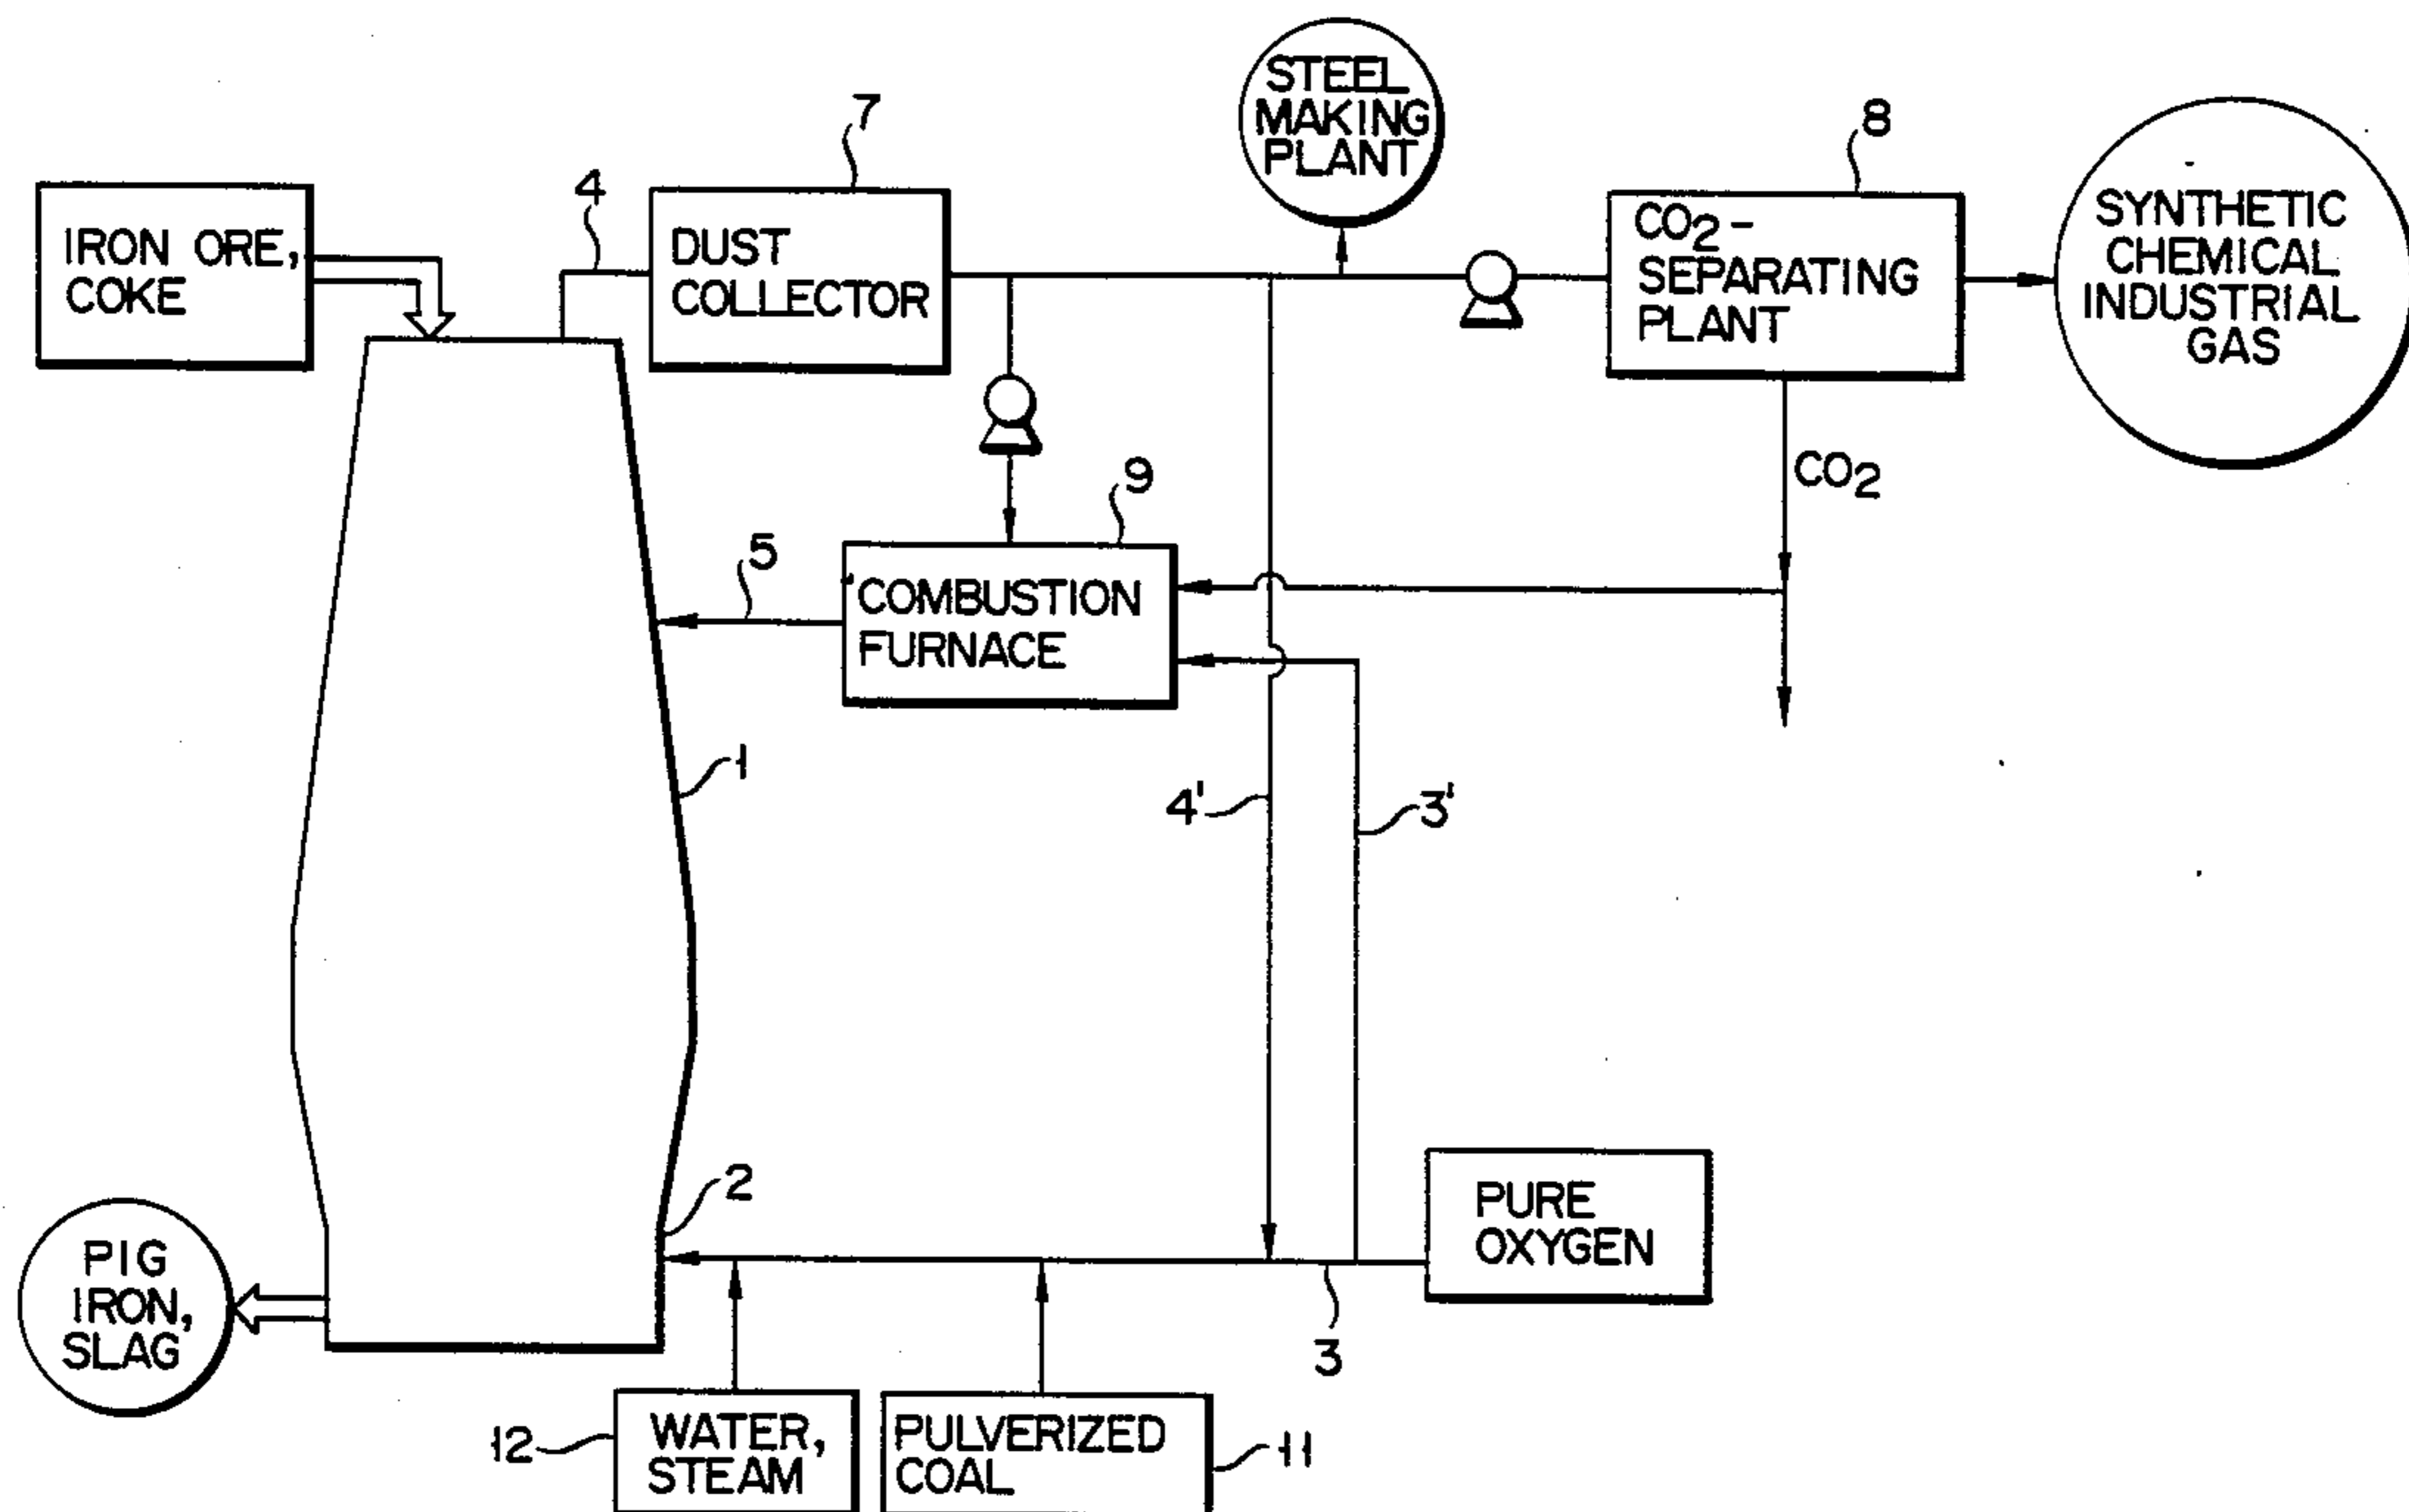 STEEL
MAKING
PLANT
7
8
4
IRON ORE,
COKE
DUST
COLLECTOR
CO2-
SEPARATING
PLANT
SYNTHETIC
CHEMICAL
INDUSTRIAL
GAS
CO2
9
5
COMBUSTION
FURNACE
1
4'
3'
2
PURE
OXYGEN
PIG
IRON,
SLAG
3
12
WATER,
STEAM
PULVERIZED
COAL
11